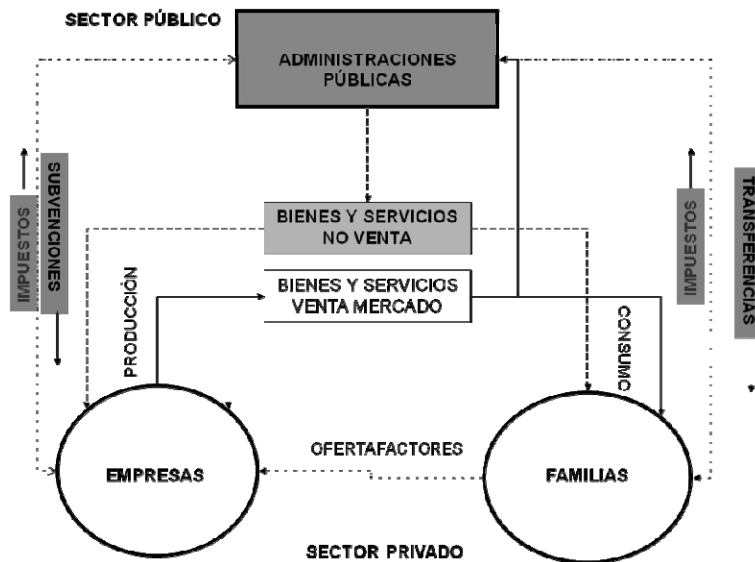 SECTOR PÚBLICO
ADMINISTRACIONES
PÚBLICAS
IMPUESTOS
SUBVENCIONES
IMPUESTOS
TRANSFERENCIAS
BIENES Y SERVICIOS
NO VENTA
BIENES Y SERVICIOS
VENTA MERCADO
PRODUCCIÓN
CONSUMO
OFERTAFACTORES
EMPRESAS
FAMILIAS
SECTOR PRIVADO